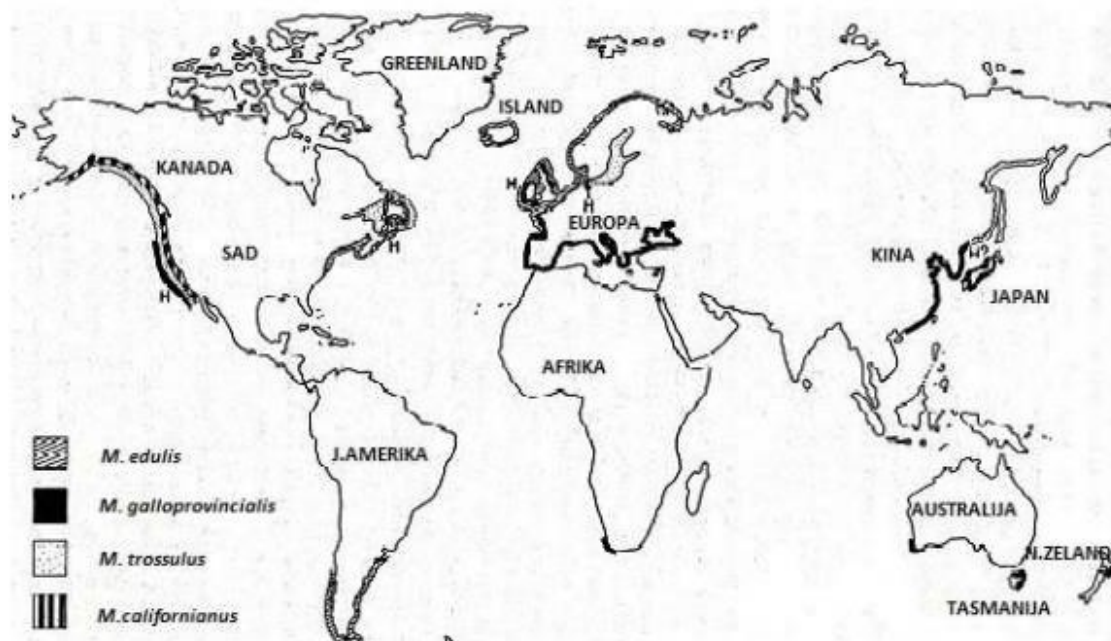 GREENLAND
ISLAND
KANADA
H?
H
H
EUROPA
H
SAD
KINA
H?
H
JAPAN
AFRIKA
J.AMERIKA
M. edulis
M. galloprovincialis
M. trossulus
M.californianus
AUSTRALIJA
N.ZELAND
TASMANIJA